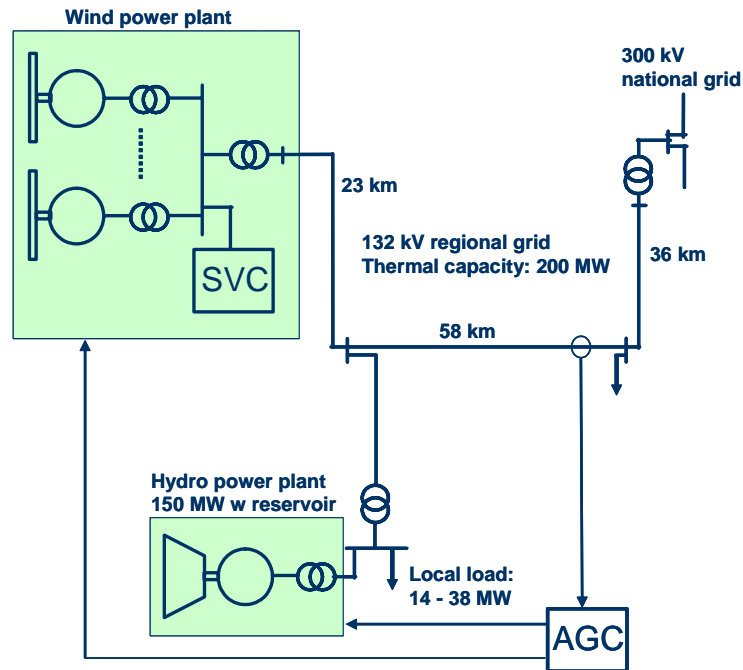 Wind power plant
300 kV
national grid
23 km
132 kV regional grid
Thermal capacity: 200 MW
36 km
SVC
58 km
Hydro power plant
150 MW w reservoir
Local load:
14 - 38 MW
AGC